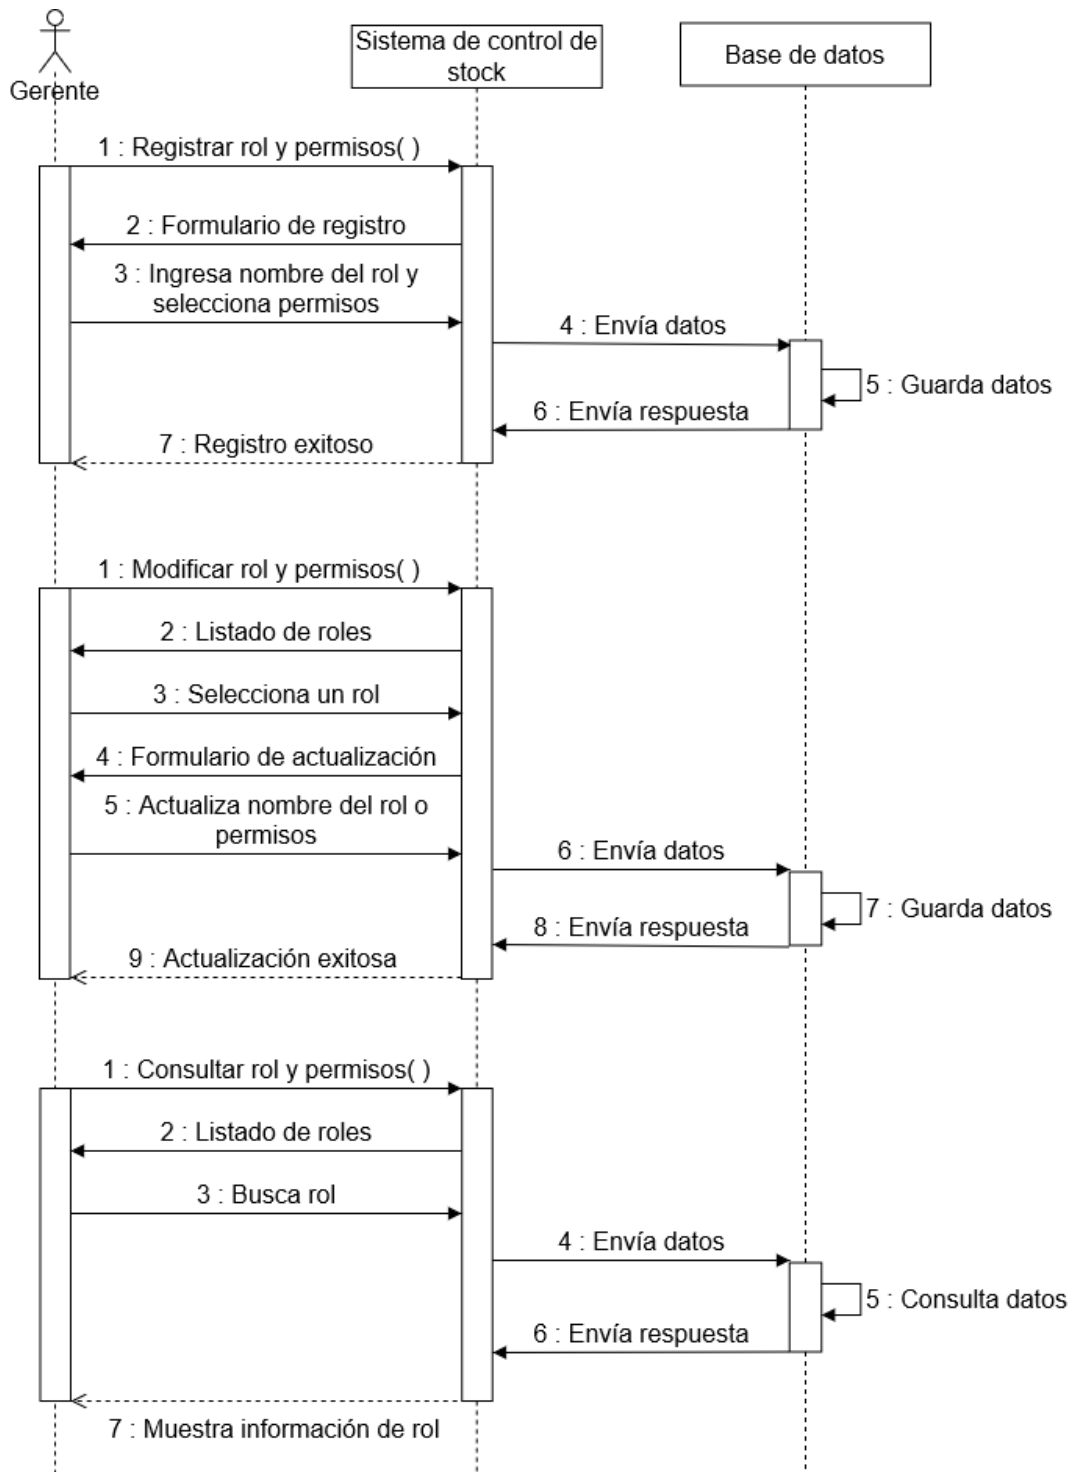 Gerente
Sistema de control de
stock
Base de datos
1 : Registrar rol y permisos( )
2 : Formulario de registro
3 : Ingresa nombre del rol y
selecciona permisos
4 : Envía datos
5 : Guarda datos
6 : Envía respuesta
7 : Registro exitoso
1 : Modificar rol y permisos( )
2 : Listado de roles
3 : Selecciona un rol
4 : Formulario de actualización
5 : Actualiza nombre del rol o
permisos
6 : Envía datos
7 : Guarda datos
8 : Envía respuesta
9 : Actualización exitosa
1 : Consultar rol y permisos( )
2 : Listado de roles
3 : Busca rol
4 : Envía datos
5 : Consulta datos
6 : Envía respuesta
7 : Muestra información de rol